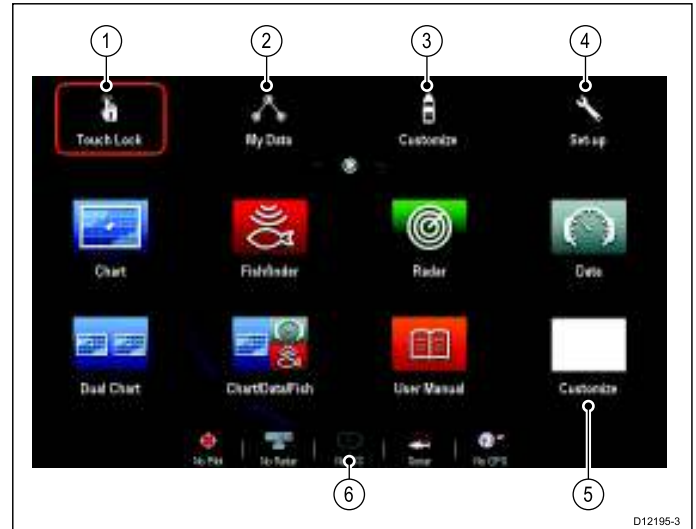 1 2 3 4
Touch Lock My Data Customize Set-up
Chart Fishfinder Radar Data
Dual Chart Chart/Data/Fish User Manual Customize
No Pilot No Radar Sonar No GPS
6 5
D12195-3